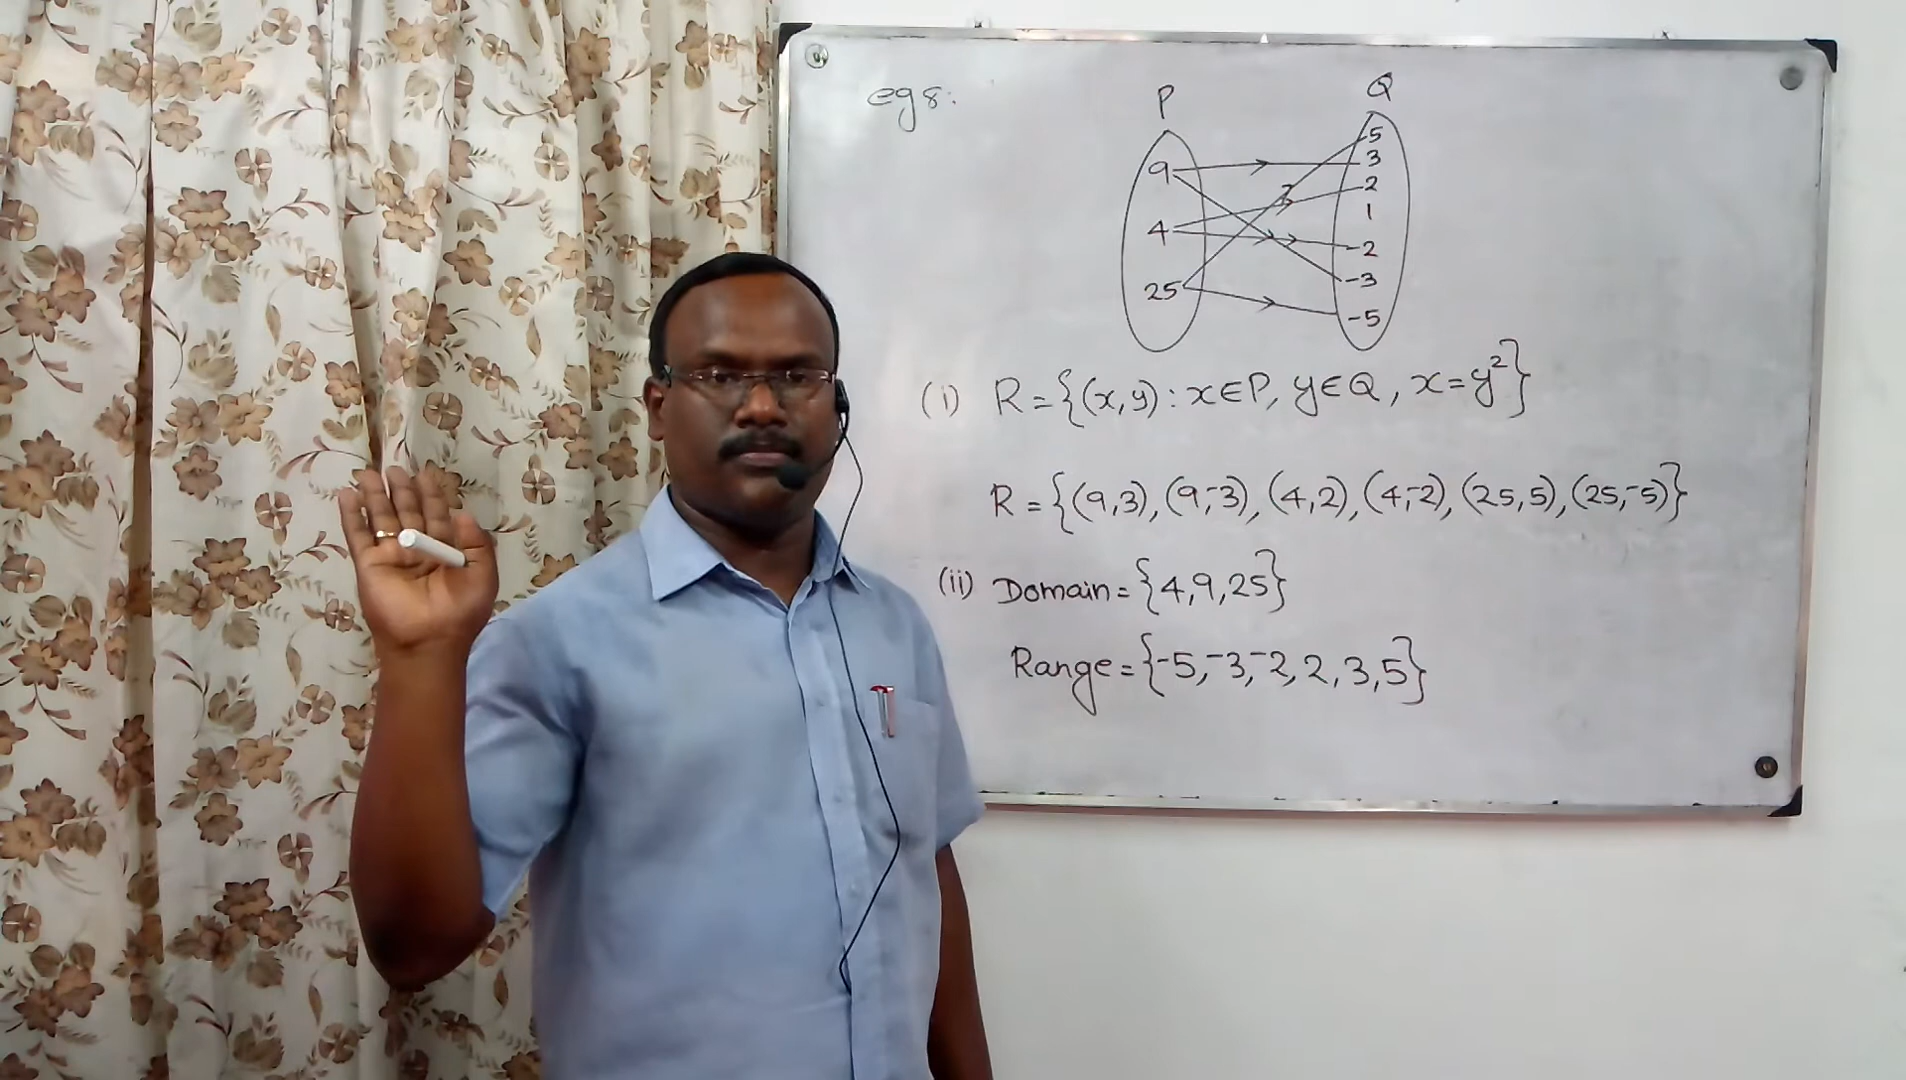 eg 8:
P Q
9
4
25
5
3
2
1
-2
-3
-5
(i) R = {(x, y) : x ∈ P, y ∈ Q, x = y²}
R = {(9,3), (9,-3), (4,2), (4,-2), (25,5), (25,-5)}
(ii) Domain = {4,9,25}
Range = {-5,-3,-2,2,3,5}